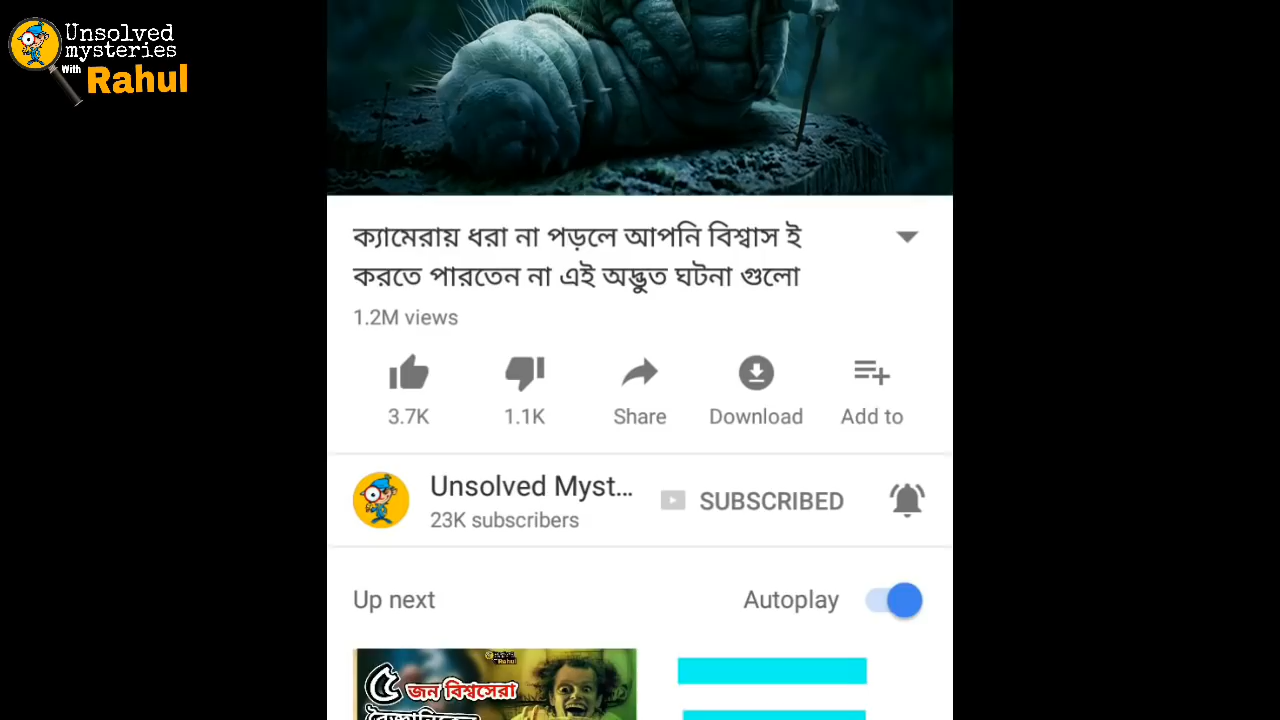 Unsolved
mysteries
With Rahul
ক্যামেরায় ধরা না পড়লে আপনি বিশ্বাস ই
করতে পারতেন না এই অদ্ভুত ঘটনা গুলো
1.2M views
3.7K 1.1K Share Download Add to
Unsolved Myst...
SUBSCRIBED
23K subscribers
Up next Autoplay
৫ জন বিশ্বসেরা